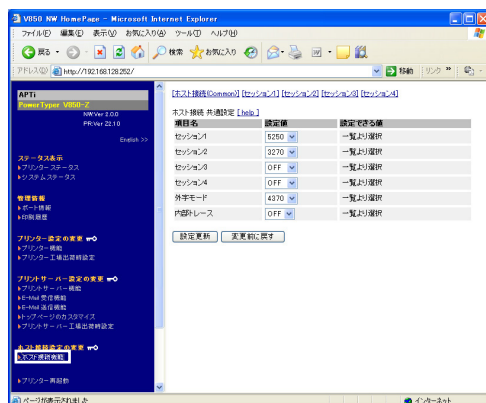 V850 NW HomePage - Microsoft Internet Explorer
ファイル(F) 編集(E) 表示(V) お気に入り(A) ツール(T) ヘルプ(H)
戻る 検索 お気に入り
アドレス(D) http://192.168.128.252/ 移動 リンク
APTi
PowerTyper V850-Z
NWVer 2.0.0
PRVer Z2.10
English >>
ステータス表示
プリンターステータス
システムステータス
管理情報
ポート情報
印刷履歴
プリンター設定の変更
プリンター機能
プリンター工場出荷時設定
プリントサーバー設定の変更
プリントサーバー機能
E-Mail 受信機能
E-Mail 送信機能
トップページのカスタマイズ
プリントサーバー工場出荷時設定
ホスト接続設定の変更
ホスト接続機能
プリンター再起動
[ホスト接続(Common)] [セッション1] [セッション2] [セッション3] [セッション4]
ホスト接続 共通設定 [ help ]
項目名 設定値 設定できる値
セッション1 5250 一覧より選択
セッション2 3270 一覧より選択
セッション3 OFF 一覧より選択
セッション4 OFF 一覧より選択
外字モード 4370 一覧より選択
内部トレース OFF 一覧より選択
設定更新 変更前に戻す
ページが表示されました インターネット